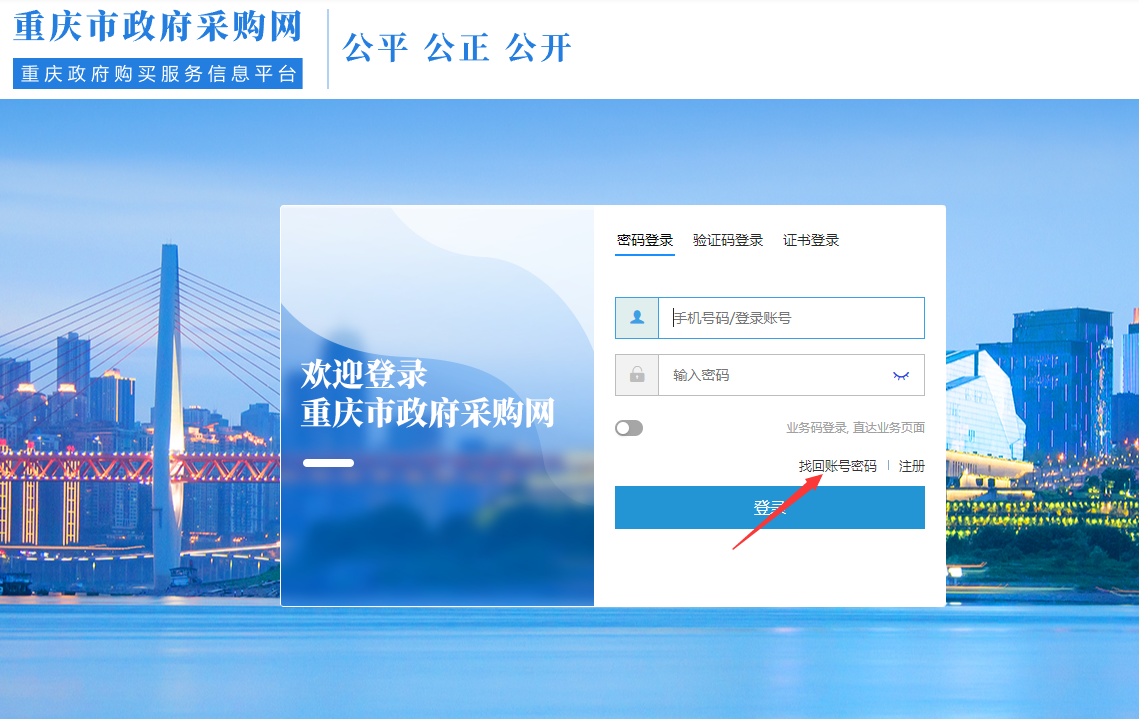 重庆市政府采购网
重庆政府购买服务信息平台
公平 公正 公开
欢迎登录
重庆市政府采购网
密码登录 验证码登录 证书登录
手机号码/登录账号
输入密码
业务码登录, 直达业务页面
找回账号密码 | 注册
登录